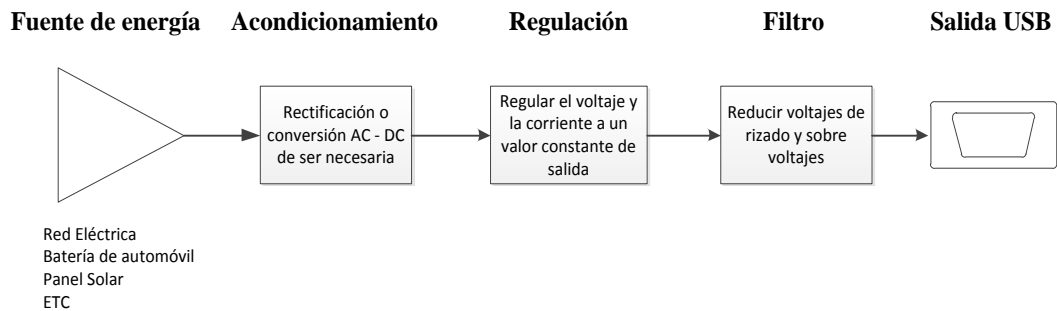 Fuente de energía
Acondicionamiento
Regulación
Filtro
Salida USB
Rectificación o
conversión AC - DC
de ser necesaria
Regular el voltaje y
la corriente a un
valor constante de
salida
Reducir voltajes de
rizado y sobre
voltajes
Red Eléctrica
Batería de automóvil
Panel Solar
ETC